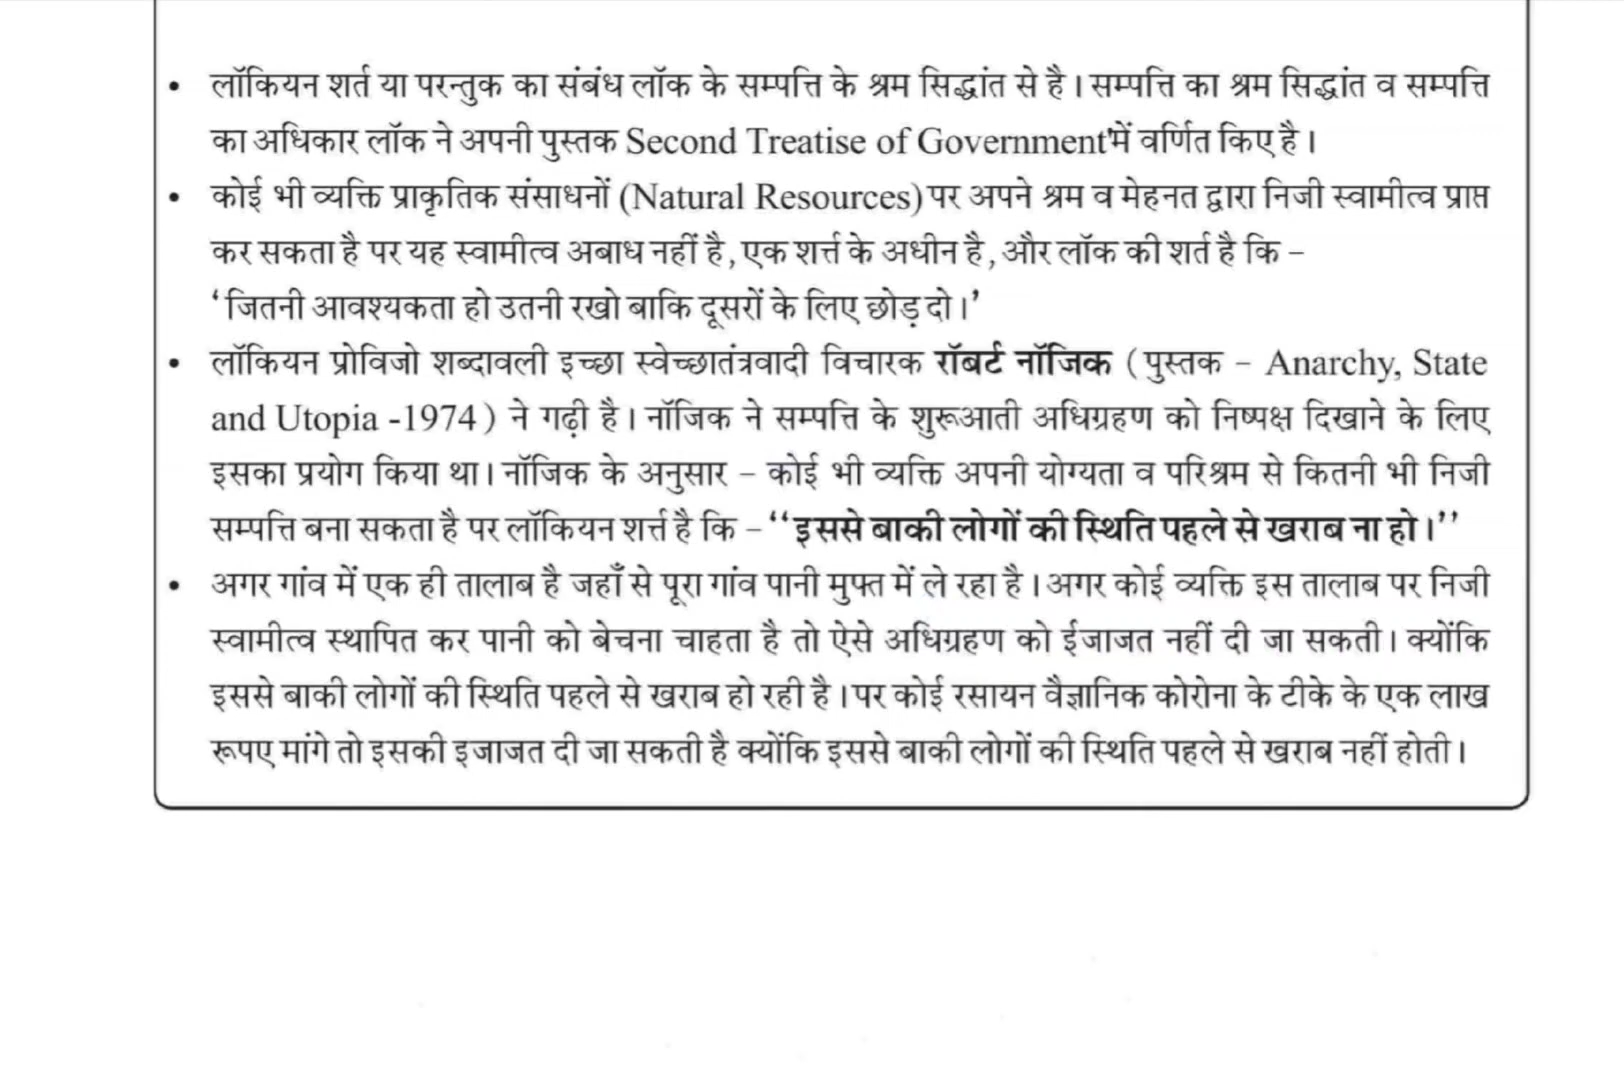 • लॉकियन शर्त या परन्तुक का संबंध लॉक के सम्पत्ति के श्रम सिद्धांत से है। सम्पत्ति का श्रम सिद्धांत व सम्पत्ति
का अधिकार लॉक ने अपनी पुस्तक Second Treatise of Government'में वर्णित किए है।
• कोई भी व्यक्ति प्राकृतिक संसाधनों (Natural Resources) पर अपने श्रम व मेहनत द्वारा निजी स्वामीत्व प्राप्त
कर सकता है पर यह स्वामीत्व अबाध नहीं है, एक शर्त्त के अधीन है, और लॉक की शर्त है कि –
‘जितनी आवश्यकता हो उतनी रखो बाकि दूसरों के लिए छोड़ दो।’
• लॉकियन प्रोविजो शब्दावली इच्छा स्वेच्छातंत्रवादी विचारक रॉबर्ट नॉजिक (पुस्तक – Anarchy, State
and Utopia -1974) ने गढ़ी है। नॉजिक ने सम्पत्ति के शुरूआती अधिग्रहण को निष्पक्ष दिखाने के लिए
इसका प्रयोग किया था। नॉजिक के अनुसार – कोई भी व्यक्ति अपनी योग्यता व परिश्रम से कितनी भी निजी
सम्पत्ति बना सकता है पर लॉकियन शर्त्त है कि – ‘‘इससे बाकी लोगों की स्थिति पहले से खराब ना हो।’’
• अगर गांव में एक ही तालाब है जहाँ से पूरा गांव पानी मुफ्त में ले रहा है। अगर कोई व्यक्ति इस तालाब पर निजी
स्वामीत्व स्थापित कर पानी को बेचना चाहता है तो ऐसे अधिग्रहण को ईजाजत नहीं दी जा सकती। क्योंकि
इससे बाकी लोगों की स्थिति पहले से खराब हो रही है। पर कोई रसायन वैज्ञानिक कोरोना के टीके के एक लाख
रूपए मांगे तो इसकी इजाजत दी जा सकती है क्योंकि इससे बाकी लोगों की स्थिति पहले से खराब नहीं होती।